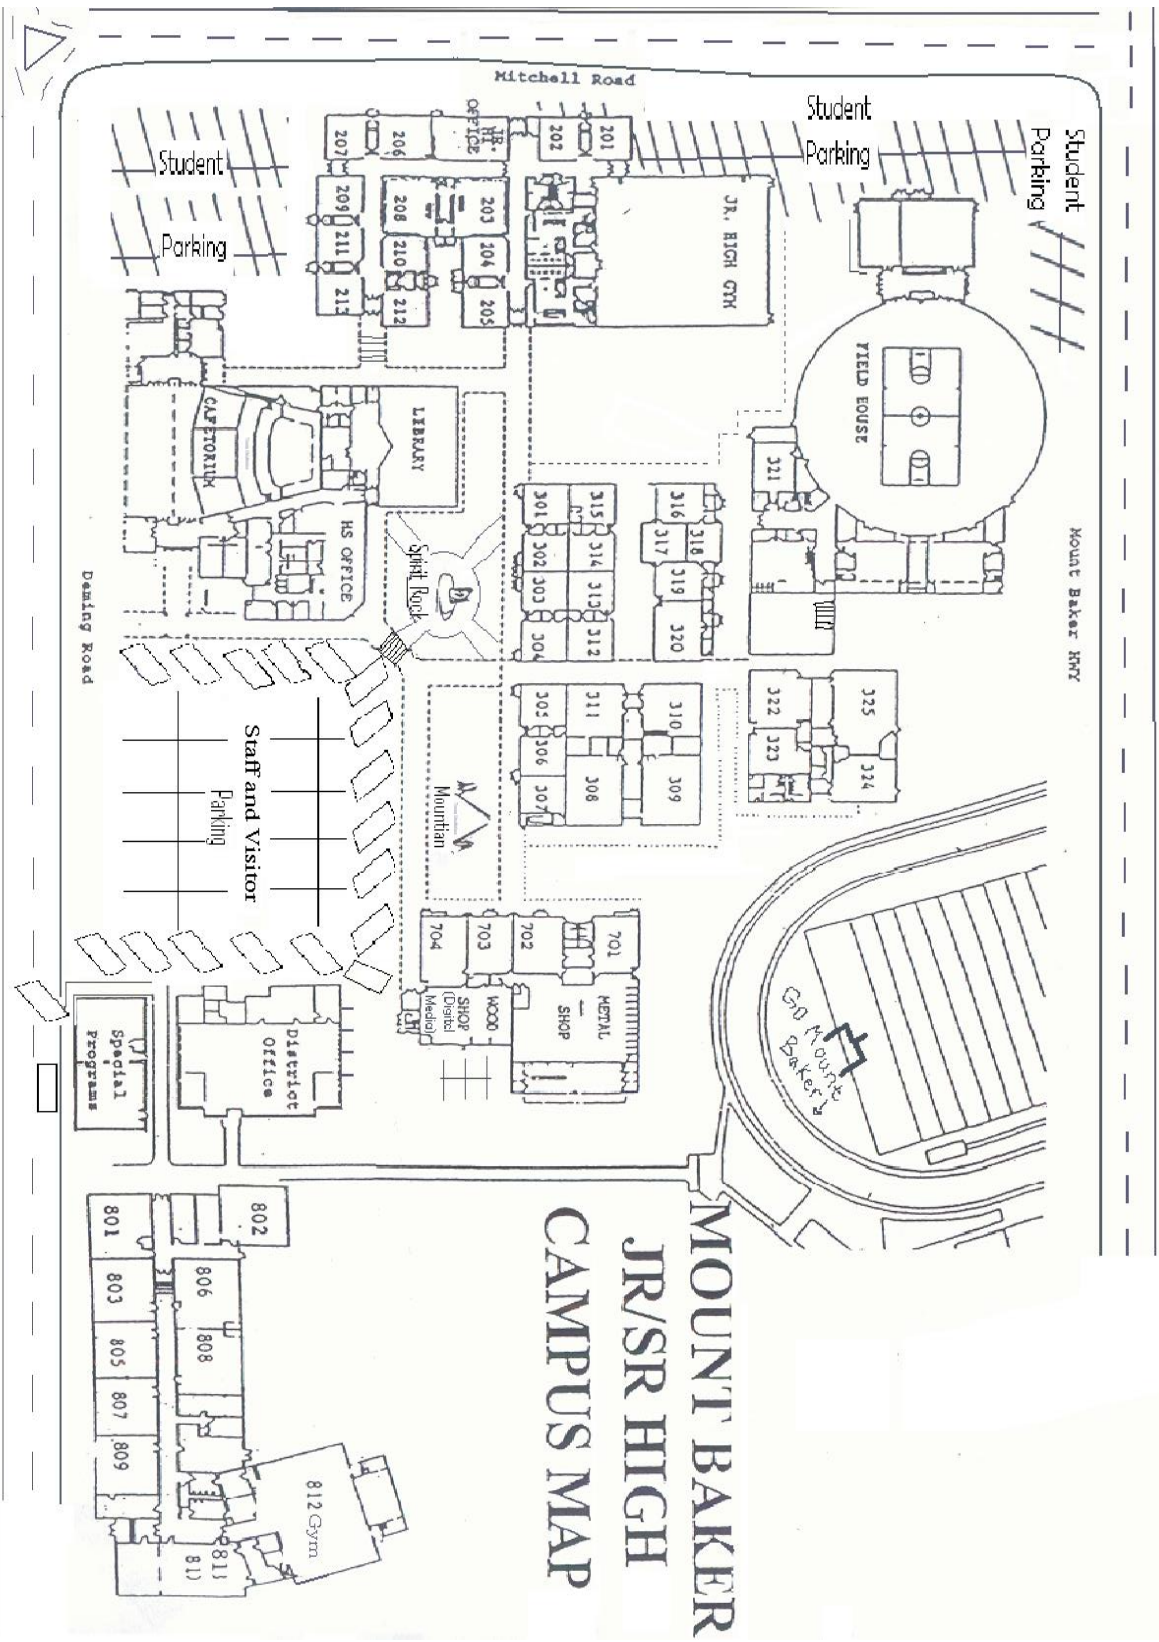 MOUNT BAKER
JR/SR HIGH
CAMPUS MAP
Mitchell Road
Student
Parking
Student
Parking
Student
Parking
Mount Baker HWY
Deming Road
207
206
JR.
HI
OFFICE
202
201
209
211
213
208
210
212
203
204
205
JR. HIGH GYM
FIELD HOUSE
CAFETORIUM
LIBRARY
HS OFFICE
Spirit Rock
301
302
303
304
315
314
313
312
316
317
318
319
320
321
305
306
307
311
308
310
309
322
323
325
324
Staff and Visitor
Parking
Mountian
704
703
702
701
METAL
SHOP
WOOD
SHOP
(Digital
Media)
GO Mount
Baker!
District
Office
Special
Programs
801
802
803
805
807
809
806
808
811
811
812 Gym